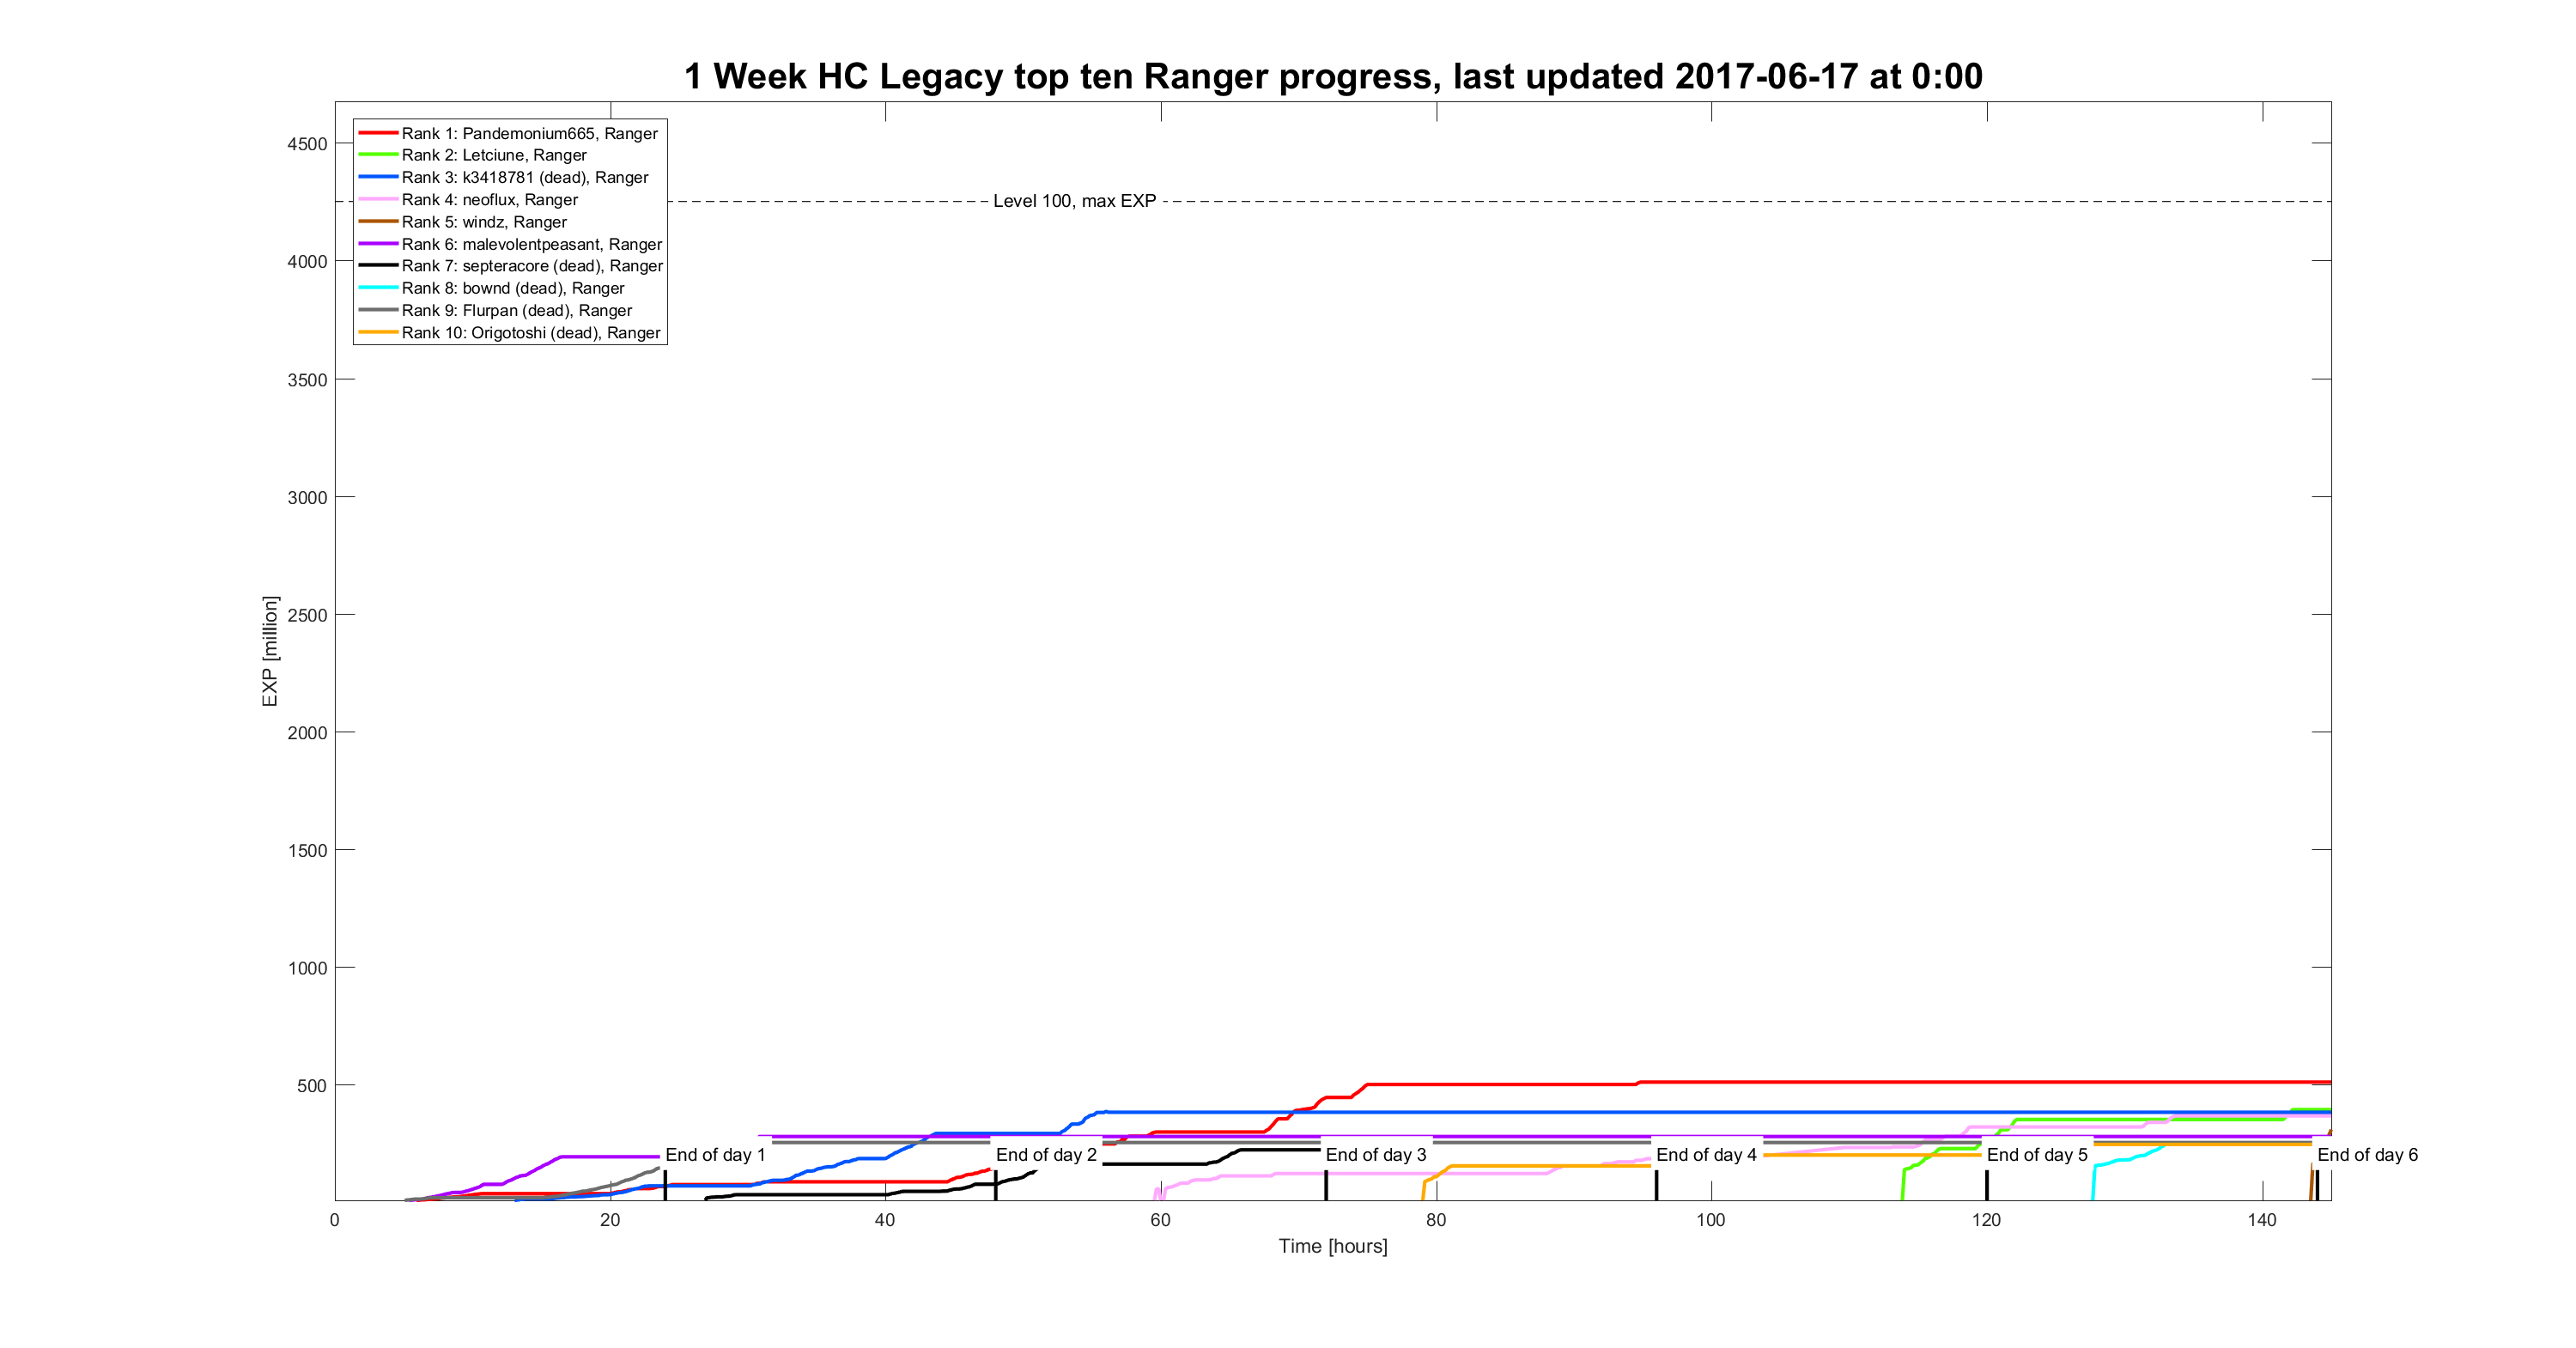 1 Week HC Legacy top ten Ranger progress, last updated 2017-06-17 at 0:00
Rank 1: Pandemonium665, Ranger
Rank 2: Letciune, Ranger
Rank 3: k3418781 (dead), Ranger
Rank 4: neoflux, Ranger
Rank 5: windz, Ranger
Rank 6: malevolentpeasant, Ranger
Rank 7: septeracore (dead), Ranger
Rank 8: bownd (dead), Ranger
Rank 9: Flurpan (dead), Ranger
Rank 10: Origotoshi (dead), Ranger
Level 100, max EXP
4500
4000
3500
3000
2500
2000
1500
1000
500
EXP [million]
End of day 1
End of day 2
End of day 3
End of day 4
End of day 5
End of day 6
0
20
40
60
80
100
120
140
Time [hours]